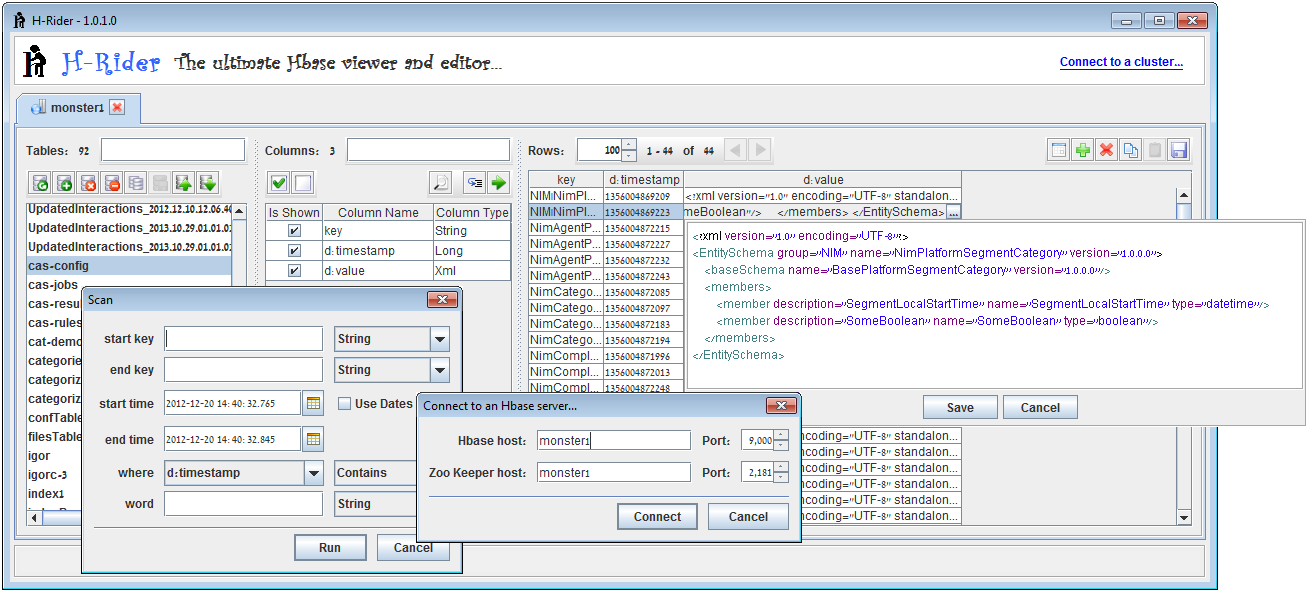 H-Rider - 1.0.1.0
H-Rider The ultimate Hbase viewer and editor...
Connect to a cluster...
monster1
Tables: 92
Columns: 3
Rows: 100 1 - 44 of 44
UpdatedInteractions_2012.12.10.12.06.40
UpdatedInteractions_2013.10.29.01.01.01
UpdatedInteractions_2013.10.29.01.01.01
cas-config
cas-jobs
cas-resu
cas-rules
cat-demo
categorie
categoriz
categoriz
confTable
filesTable
igor
igorc-3
index1
Is Shown Column Name Column Type
key String
d:timestamp Long
d:value Xml
key d:timestamp d:value
NIM/NimPl... 1356004869209 <?xml version="1.0" encoding="UTF-8" standalon...
NIM/NimPl... 1356004869223 meBoolean"/> </members> </EntitySchema> ...
NimAgentP... 1356004872215
NimAgentP... 1356004872227
NimAgentP... 1356004872232
NimAgentP... 1356004872243
NimCatego... 1356004872085
NimCatego... 1356004872097
NimCatego... 1356004872183
NimCatego... 1356004872194
NimCompl... 1356004871996
NimCompl... 1356004872013
NimCompl... 1356004872248
<?xml version="1.0" encoding="UTF-8"?>
<EntitySchema group="NIM" name="NimPlatformSegmentCategory" version="1.0.0.0">
<baseSchema name="BasePlatformSegmentCategory" version="1.0.0.0"/>
<members>
<member description="SegmentLocalStartTime" name="SegmentLocalStartTime" type="datetime"/>
<member description="SomeBoolean" name="SomeBoolean" type="boolean"/>
</members>
</EntitySchema>
Save Cancel
encoding="UTF-8" standalon...
encoding="UTF-8" standalon...
encoding="UTF-8" standalon...
encoding="UTF-8" standalon...
encoding="UTF-8" standalon...
encoding="UTF-8" standalon...
Scan
start key String
end key String
start time 2012-12-20 14:40:32.765 Use Dates
end time 2012-12-20 14:40:32.845
where d:timestamp Contains
word String
Run Cancel
Connect to an Hbase server...
Hbase host: monster1 Port: 9,000
Zoo Keeper host: monster1 Port: 2,181
Connect Cancel